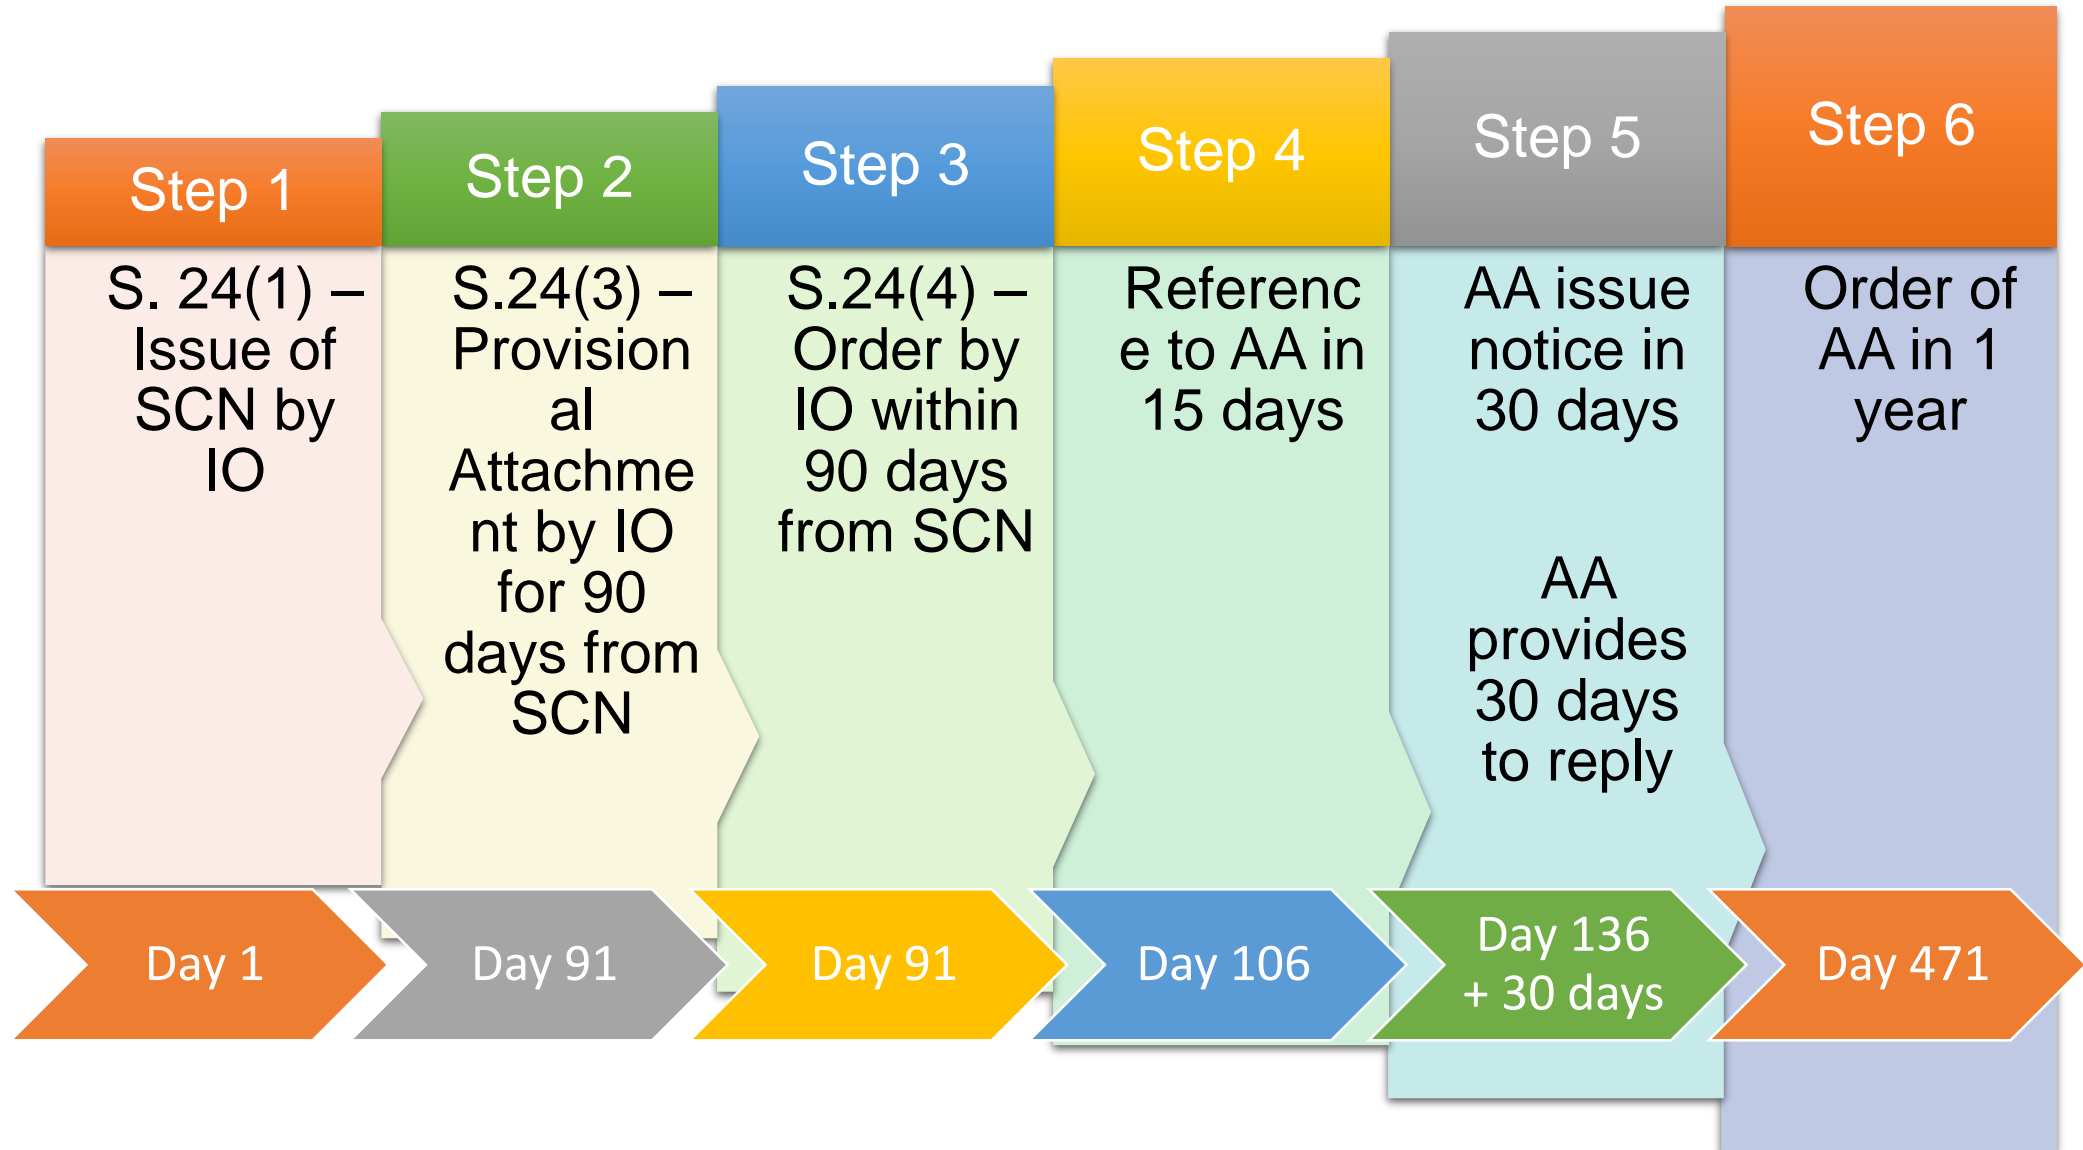 Step 1
S. 24(1) –
Issue of
SCN by
IO
Step 2
S.24(3) –
Provision
al
Attachme
nt by IO
for 90
days from
SCN
Step 3
S.24(4) –
Order by
IO within
90 days
from SCN
Step 4
Referenc
e to AA in
15 days
Step 5
AA issue
notice in
30 days
AA
provides
30 days
to reply
Step 6
Order of
AA in 1
year
Day 1
Day 91
Day 91
Day 106
Day 136
+ 30 days
Day 471